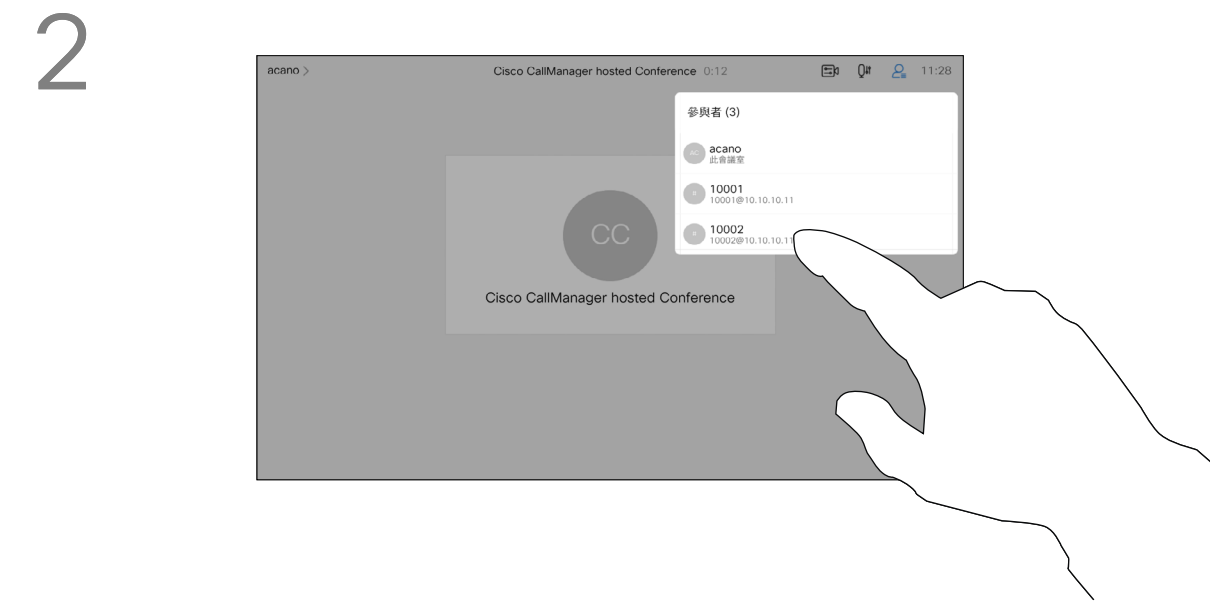 2
acano >
Cisco CallManager hosted Conference 0:12
11:28
參與者 (3)
AC
acano
此會議室
10001
10001@10.10.10.11
10002
10002@10.10.10.11
CC
Cisco CallManager hosted Conference